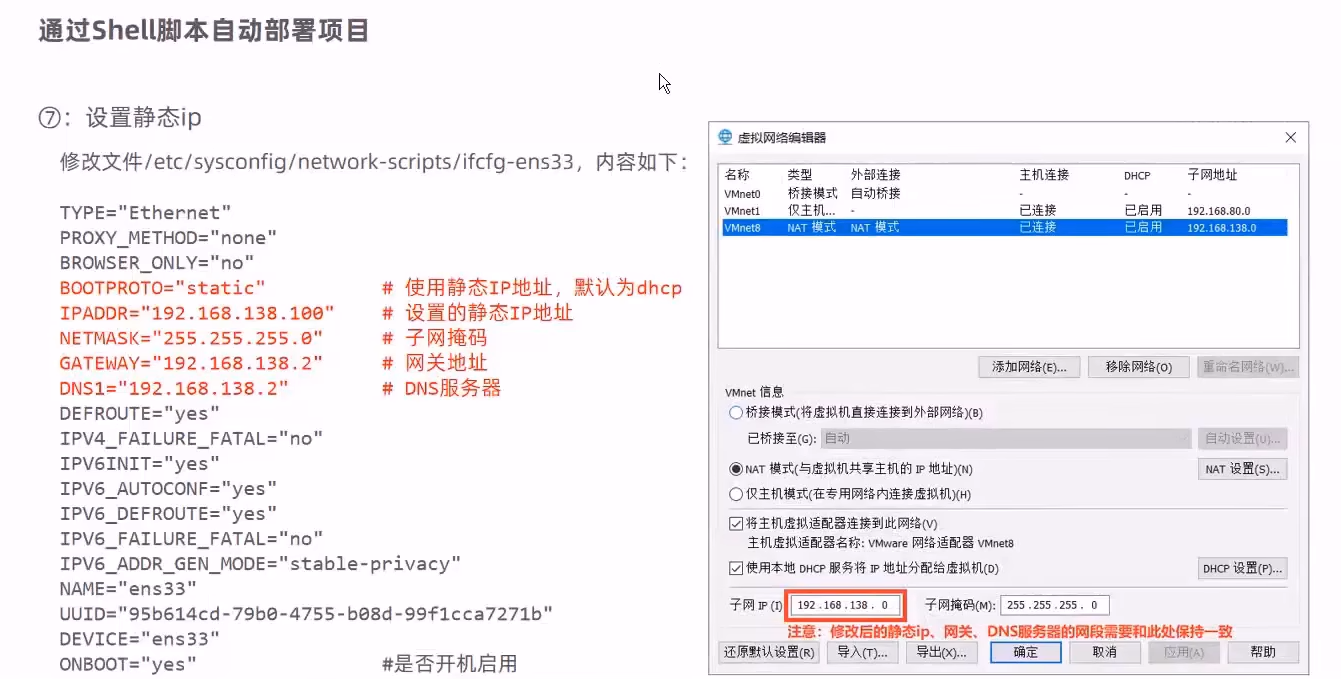 通过Shell脚本自动部署项目
⑦：设置静态ip
修改文件/etc/sysconfig/network-scripts/ifcfg-ens33，内容如下：
TYPE="Ethernet"
PROXY_METHOD="none"
BROWSER_ONLY="no"
BOOTPROTO="static" # 使用静态IP地址，默认为dhcp
IPADDR="192.168.138.100" # 设置的静态IP地址
NETMASK="255.255.255.0" # 子网掩码
GATEWAY="192.168.138.2" # 网关地址
DNS1="192.168.138.2" # DNS服务器
DEFROUTE="yes"
IPV4_FAILURE_FATAL="no"
IPV6INIT="yes"
IPV6_AUTOCONF="yes"
IPV6_DEFROUTE="yes"
IPV6_FAILURE_FATAL="no"
IPV6_ADDR_GEN_MODE="stable-privacy"
NAME="ens33"
UUID="95b614cd-79b0-4755-b08d-99f1cca7271b"
DEVICE="ens33"
ONBOOT="yes" #是否开机启用
虚拟网络编辑器
名称 类型 外部连接 主机连接 DHCP 子网地址
VMnet0 桥接模式 自动桥接 - - -
VMnet1 仅主机... - 已连接 已启用 192.168.80.0
VMnet8 NAT 模式 NAT 模式 已连接 已启用 192.168.138.0
添加网络(E)... 移除网络(O) 重命名网络(W)...
VMnet 信息
桥接模式(将虚拟机直接连接到外部网络)(B)
已桥接至(G): 自动 自动设置(U)...
NAT 模式(与虚拟机共享主机的 IP 地址)(N) NAT 设置(S)...
仅主机模式(在专用网络内连接虚拟机)(H)
将主机虚拟适配器连接到此网络(V)
主机虚拟适配器名称: VMware 网络适配器 VMnet8
使用本地 DHCP 服务将 IP 地址分配给虚拟机(D) DHCP 设置(P)...
子网 IP (I) 192 .168 .138 . 0 子网掩码(M): 255 .255 .255 . 0
注意：修改后的静态ip、网关、DNS服务器的网段需要和此处保持一致
还原默认设置(R) 导入(T)... 导出(X)... 确定 取消 应用(A) 帮助